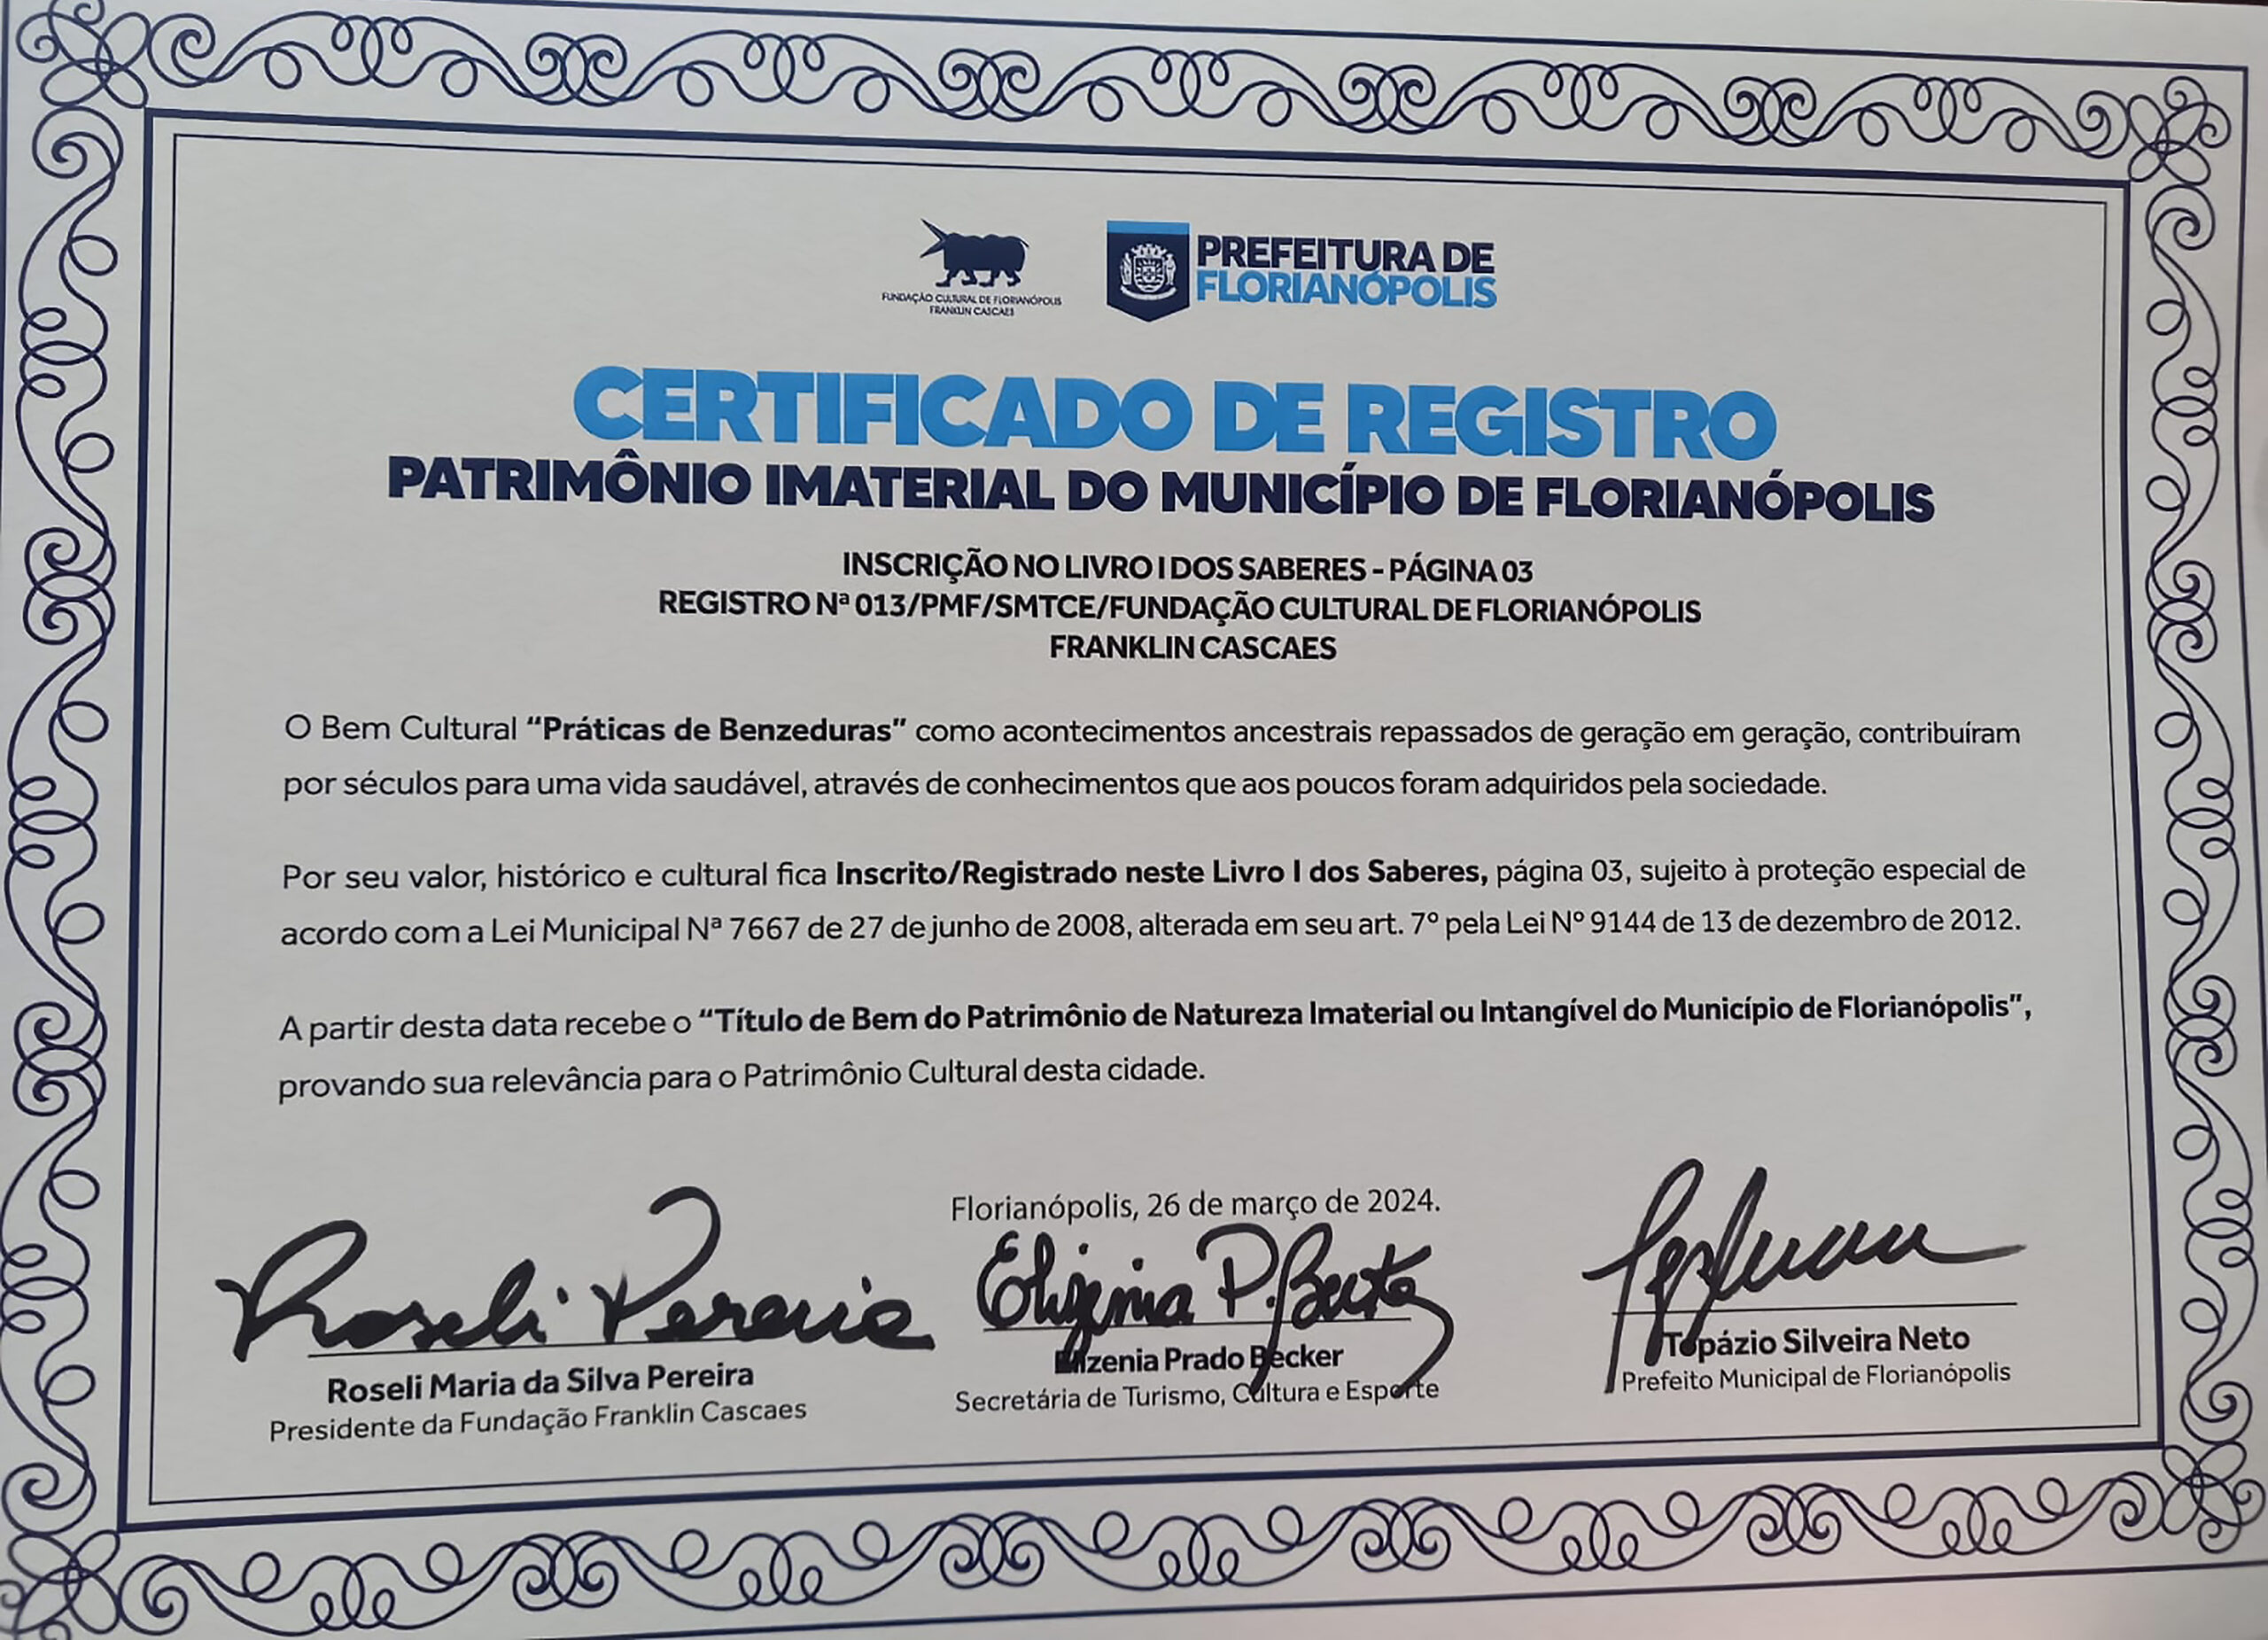 FUNDAÇÃO CULTURAL DE FLORIANÓPOLIS
FRANKLIN CASCAES
PREFEITURA DE
FLORIANÓPOLIS
CERTIFICADO DE REGISTRO
PATRIMÔNIO IMATERIAL DO MUNICÍPIO DE FLORIANÓPOLIS
INSCRIÇÃO NO LIVRO I DOS SABERES - PÁGINA 03
REGISTRO Nª 013/PMF/SMTCE/FUNDAÇÃO CULTURAL DE FLORIANÓPOLIS
FRANKLIN CASCAES
O Bem Cultural “Práticas de Benzeduras” como acontecimentos ancestrais repassados de geração em geração, contribuíram
por séculos para uma vida saudável, através de conhecimentos que aos poucos foram adquiridos pela sociedade.
Por seu valor, histórico e cultural fica Inscrito/Registrado neste Livro I dos Saberes, página 03, sujeito à proteção especial de
acordo com a Lei Municipal Nª 7667 de 27 de junho de 2008, alterada em seu art. 7º pela Lei Nº 9144 de 13 de dezembro de 2012.
A partir desta data recebe o “Título de Bem do Patrimônio de Natureza Imaterial ou Intangível do Município de Florianópolis”,
provando sua relevância para o Patrimônio Cultural desta cidade.
Florianópolis, 26 de março de 2024.
Roseli Pereira
Roseli Maria da Silva Pereira
Presidente da Fundação Franklin Cascaes
Prado Becker
Secretária de Turismo, Cultura e Esporte
Topázio Silveira Neto
Prefeito Municipal de Florianópolis